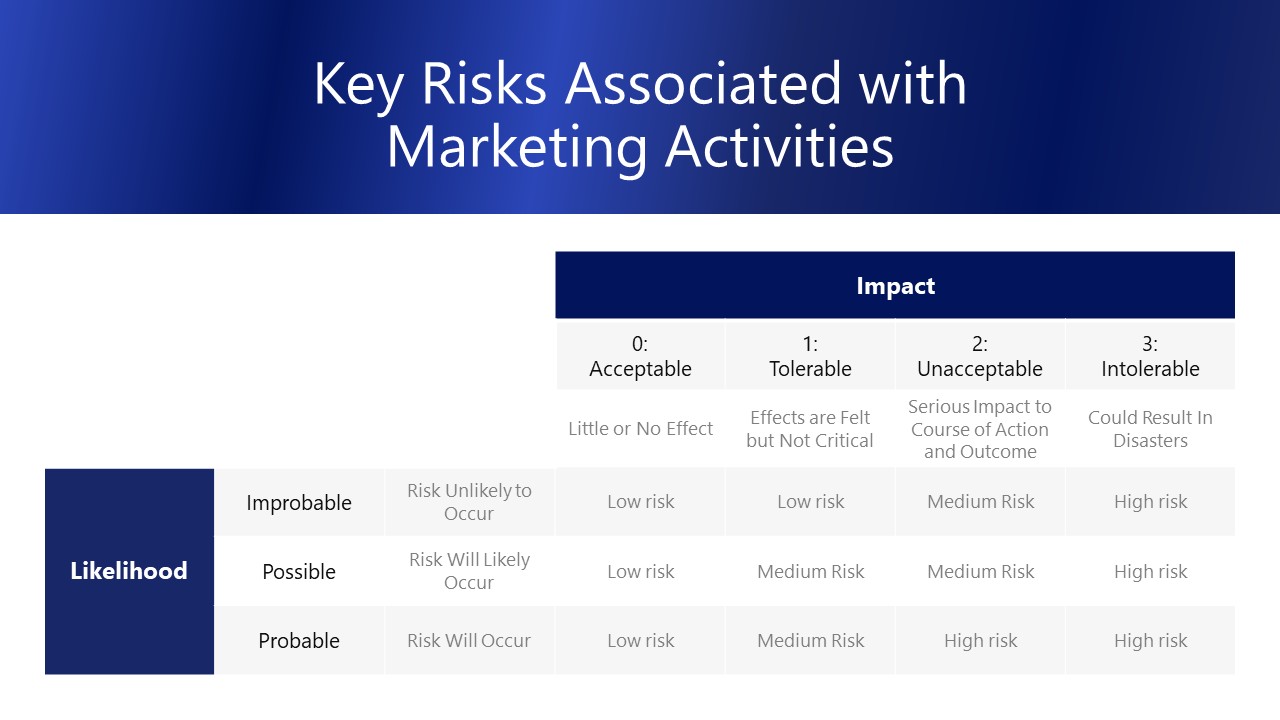 Key Risks Associated with
Marketing Activities
Impact
0:
Acceptable
1:
Tolerable
2:
Unacceptable
3:
Intolerable
Little or No Effect
Effects are Felt
but Not Critical
Serious Impact to
Course of Action
and Outcome
Could Result In
Disasters
Likelihood
Improbable
Risk Unlikely to
Occur
Low risk
Low risk
Medium Risk
High risk
Possible
Risk Will Likely
Occur
Low risk
Medium Risk
Medium Risk
High risk
Probable
Risk Will Occur
Low risk
Medium Risk
High risk
High risk